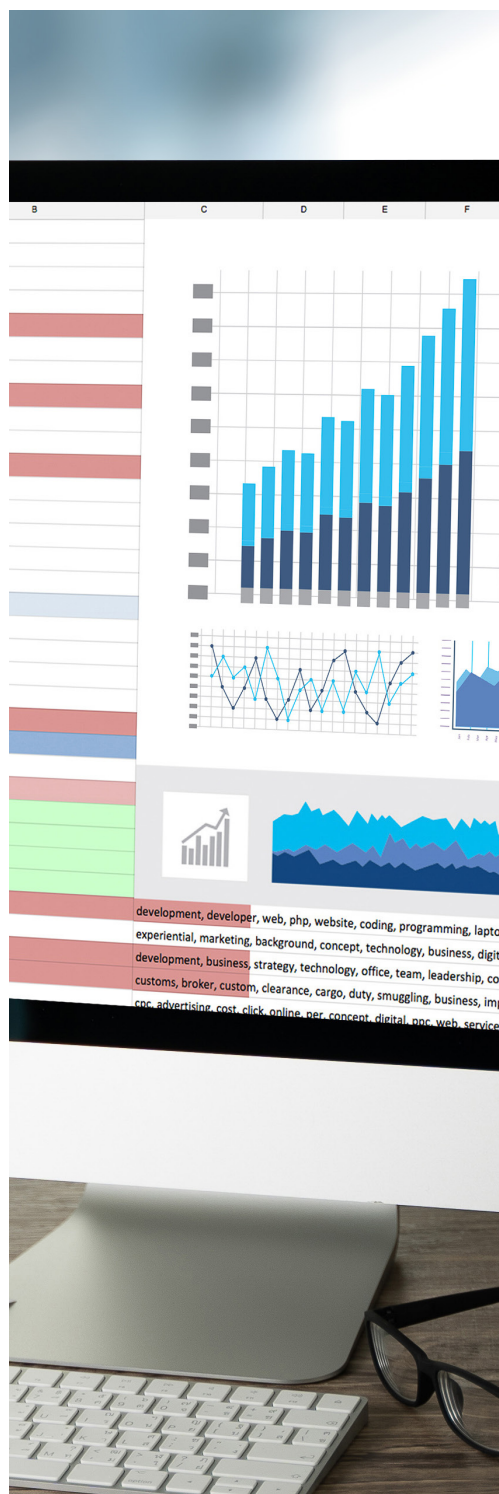 B C D E F
development, developer, web, php, website, coding, programming, lapto
experiential, marketing, background, concept, technology, business, digit
development, business, strategy, technology, office, team, leadership, co
customs, broker, custom, clearance, cargo, duty, smuggling, business, imp
cpc, advertising, cost, click, online, per, concept, digital, ppc, web, service